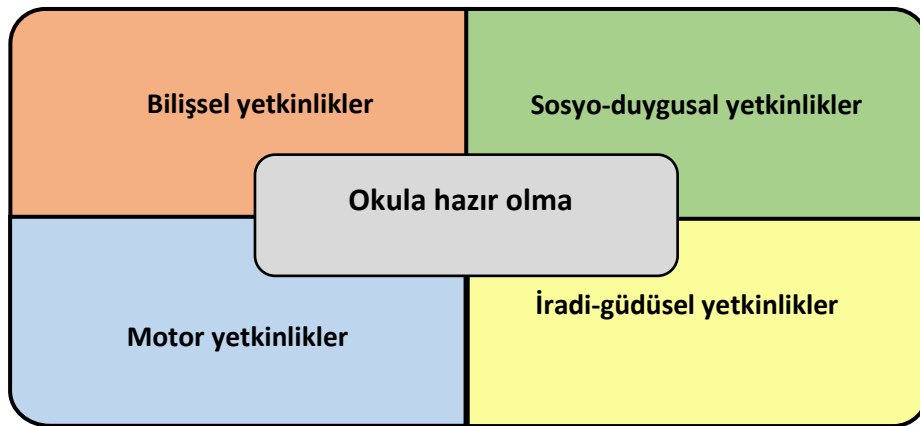 Bilişsel yetkinlikler
Sosyo-duygusal yetkinlikler
Okula hazır olma
Motor yetkinlikler
İradi-güdüsel yetkinlikler